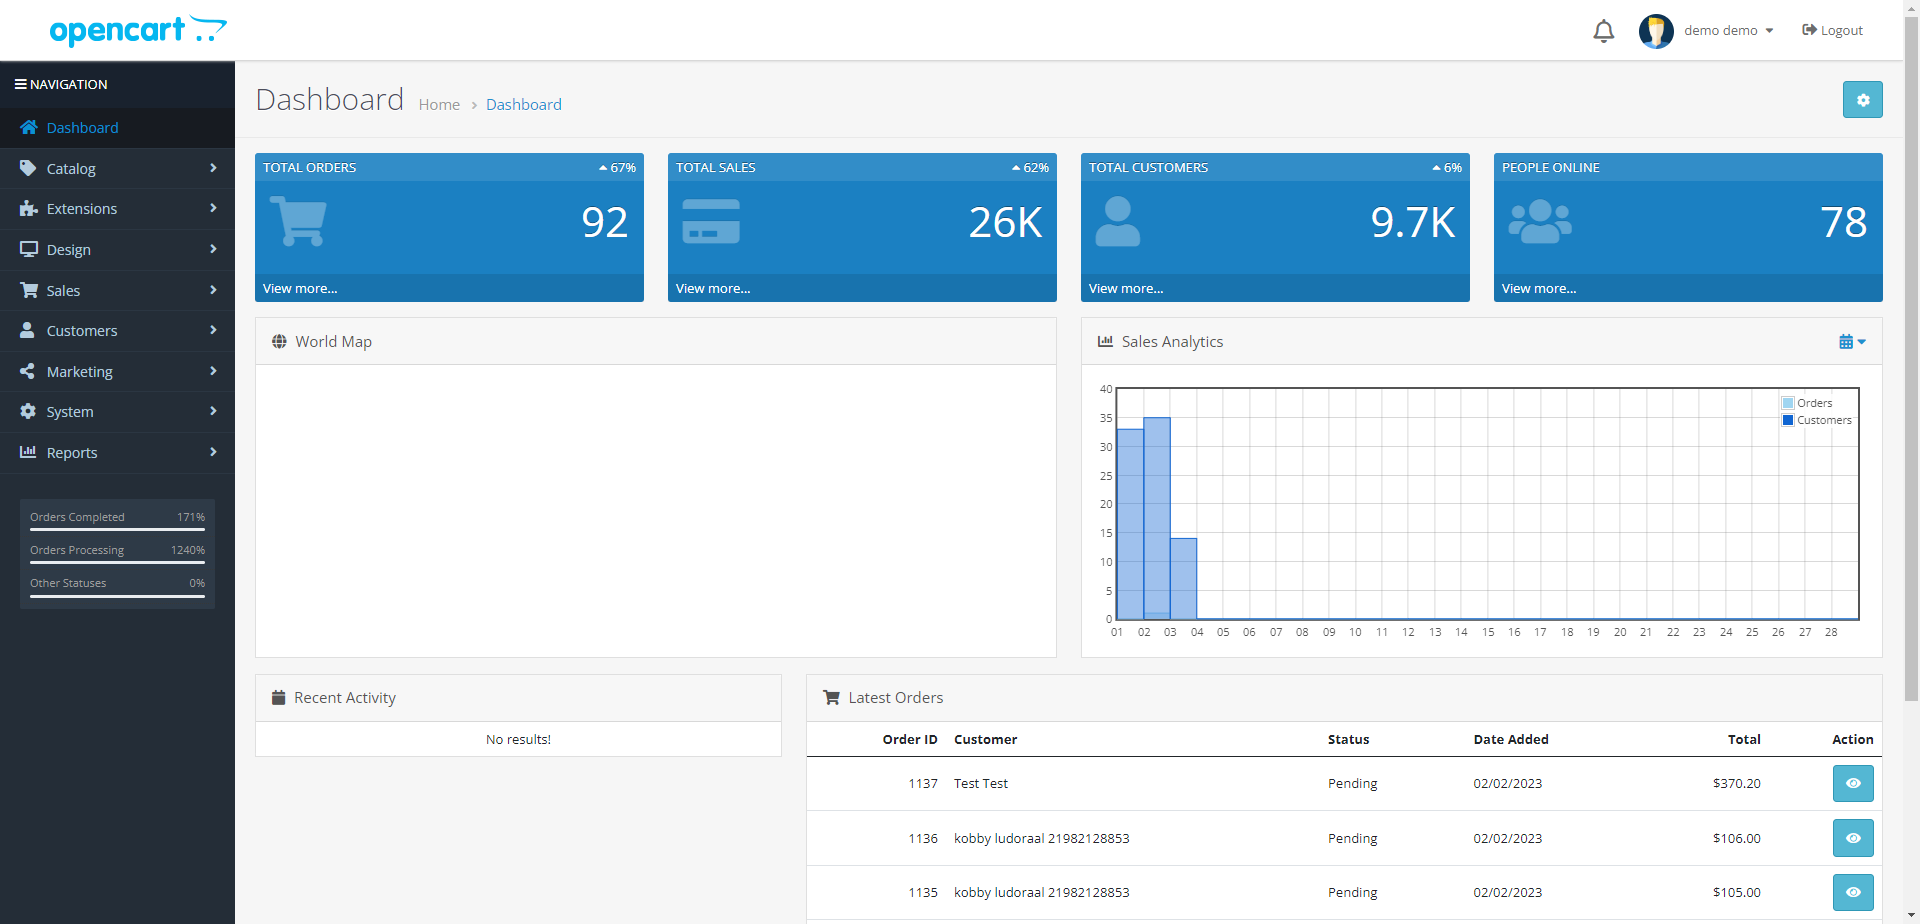 opencart
demo demo
Logout
NAVIGATION
Dashboard
Catalog
Extensions
Design
Sales
Customers
Marketing
System
Reports
Orders Completed 171%
Orders Processing 1240%
Other Statuses 0%
Dashboard Home › Dashboard
TOTAL ORDERS 67%
92
View more...
TOTAL SALES 62%
26K
View more...
TOTAL CUSTOMERS 6%
9.7K
View more...
PEOPLE ONLINE
78
View more...
World Map
Sales Analytics
40
35
30
25
20
15
10
5
0
01 02 03 04 05 06 07 08 09 10 11 12 13 14 15 16 17 18 19 20 21 22 23 24 25 26 27 28
Orders
Customers
Recent Activity
No results!
Latest Orders
Order ID Customer Status Date Added Total Action
1137 Test Test Pending 02/02/2023 $370.20
1136 kobby ludoraal 21982128853 Pending 02/02/2023 $106.00
1135 kobby ludoraal 21982128853 Pending 02/02/2023 $105.00